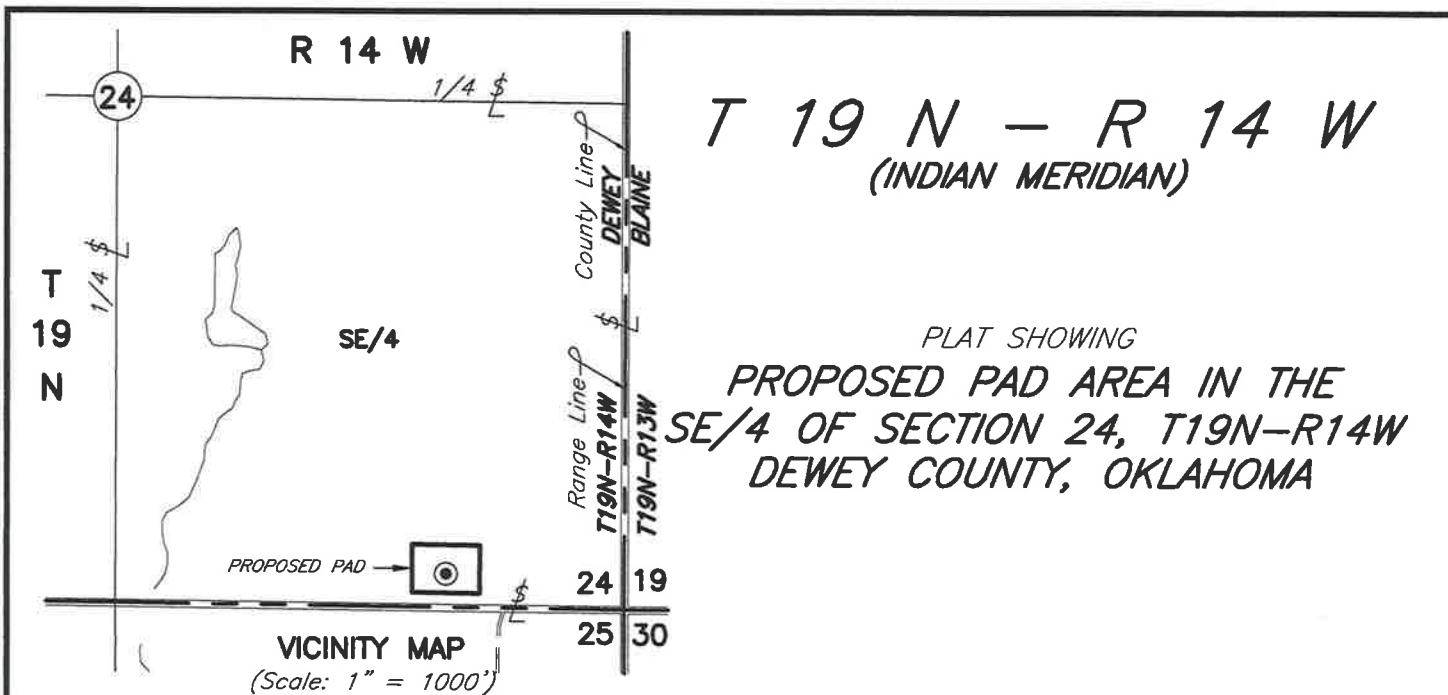 R 14 W
24
1/4 $
T
19
N
1/4 $
SE/4
County Line
DEWEY
BLAINE
$
Range Line
T19N-R14W
T19N-R13W
PROPOSED PAD
24 19
$
25 30
VICINITY MAP
(Scale: 1" = 1000')
T 19 N – R 14 W
(INDIAN MERIDIAN)
PLAT SHOWING
PROPOSED PAD AREA IN THE
SE/4 OF SECTION 24, T19N–R14W
DEWEY COUNTY, OKLAHOMA